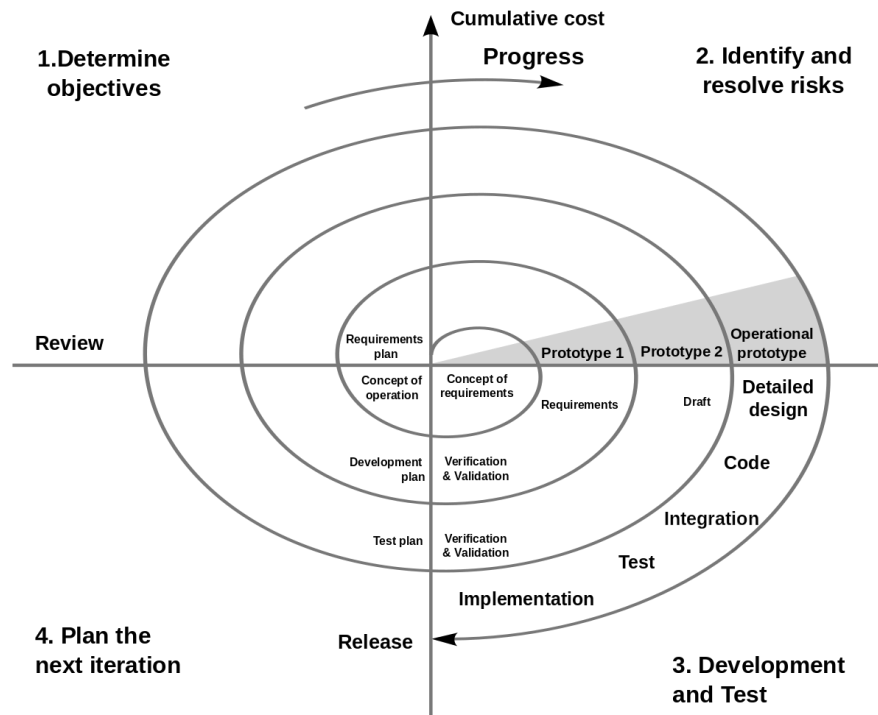 Cumulative cost
Progress
1.Determine
objectives
2. Identify and
resolve risks
Review
Requirements
plan
Prototype 1
Prototype 2
Operational
prototype
Concept of
operation
Concept of
requirements
Requirements
Draft
Detailed
design
Development
plan
Verification
& Validation
Code
Integration
Test plan
Verification
& Validation
Test
Implementation
Release
4. Plan the
next iteration
3. Development
and Test